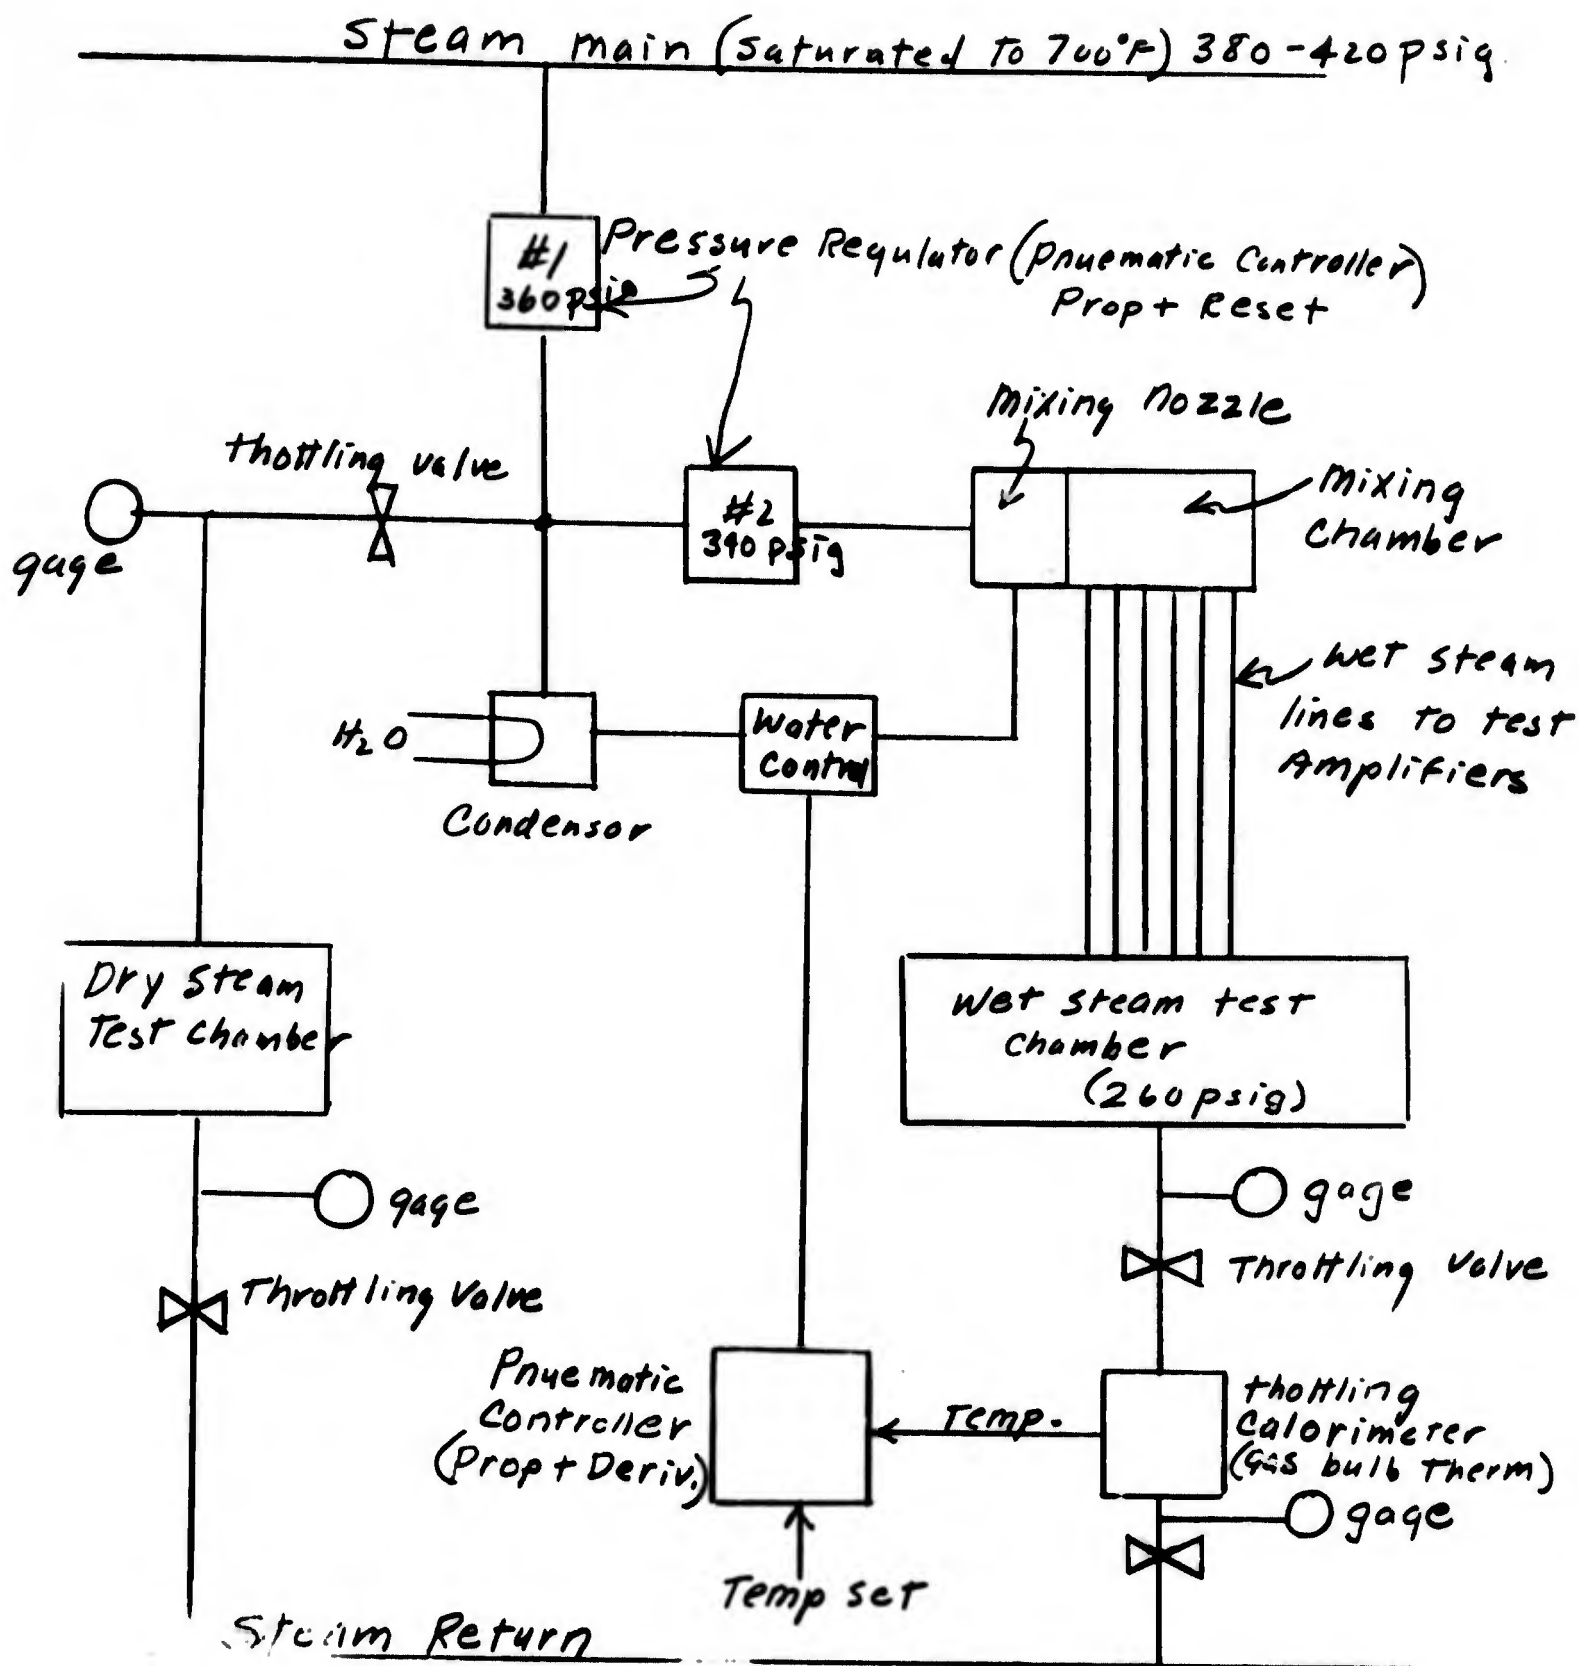 Steam main (Saturated To 700°F) 380-420 psig
#1
360 psig
Pressure Regulator (Pnuematic Controller)
Prop + Reset
Mixing Nozzle
thottling valve
gage
#2
340 psig
Mixing
Chamber
Wet Steam
lines to test
Amplifiers
H2O
Water
Control
Condensor
Dry Steam
Test Chamber
Wet Steam test
Chamber
(260 psig)
gage
gage
Throttling Valve
Throttling Valve
Pnuematic
Controller
(Prop + Deriv.)
Temp.
thottling
Calorimeter
(Gas bulb Therm)
gage
Temp set
Steam Return